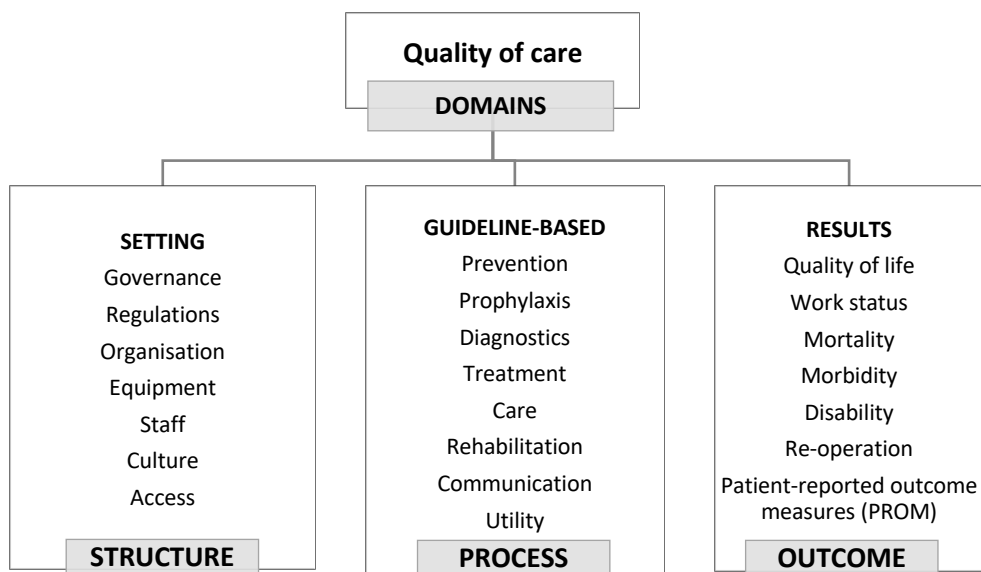 Quality of care
DOMAINS
SETTING
Governance
Regulations
Organisation
Equipment
Staff
Culture
Access
STRUCTURE
GUIDELINE-BASED
Prevention
Prophylaxis
Diagnostics
Treatment
Care
Rehabilitation
Communication
Utility
PROCESS
RESULTS
Quality of life
Work status
Mortality
Morbidity
Disability
Re-operation
Patient-reported outcome
measures (PROM)
OUTCOME